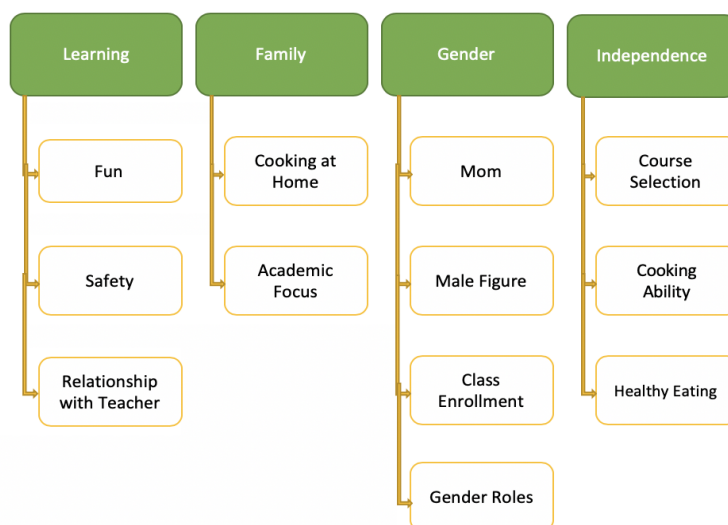 Learning
Fun
Safety
Relationship
with Teacher
Family
Cooking at
Home
Academic
Focus
Gender
Mom
Male Figure
Class
Enrollment
Gender Roles
Independence
Course
Selection
Cooking
Ability
Healthy Eating